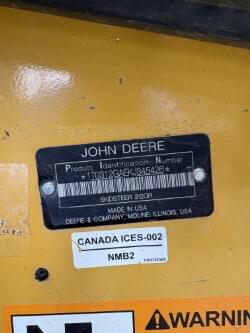 JOHN DEERE
Product Identification Number
*1T0312GAEKJ345426*
SKIDSTEER 312GR
MADE IN USA
DEERE & COMPANY, MOLINE, ILLINOIS, USA
CANADA ICES-002
NMB2
WARNIN